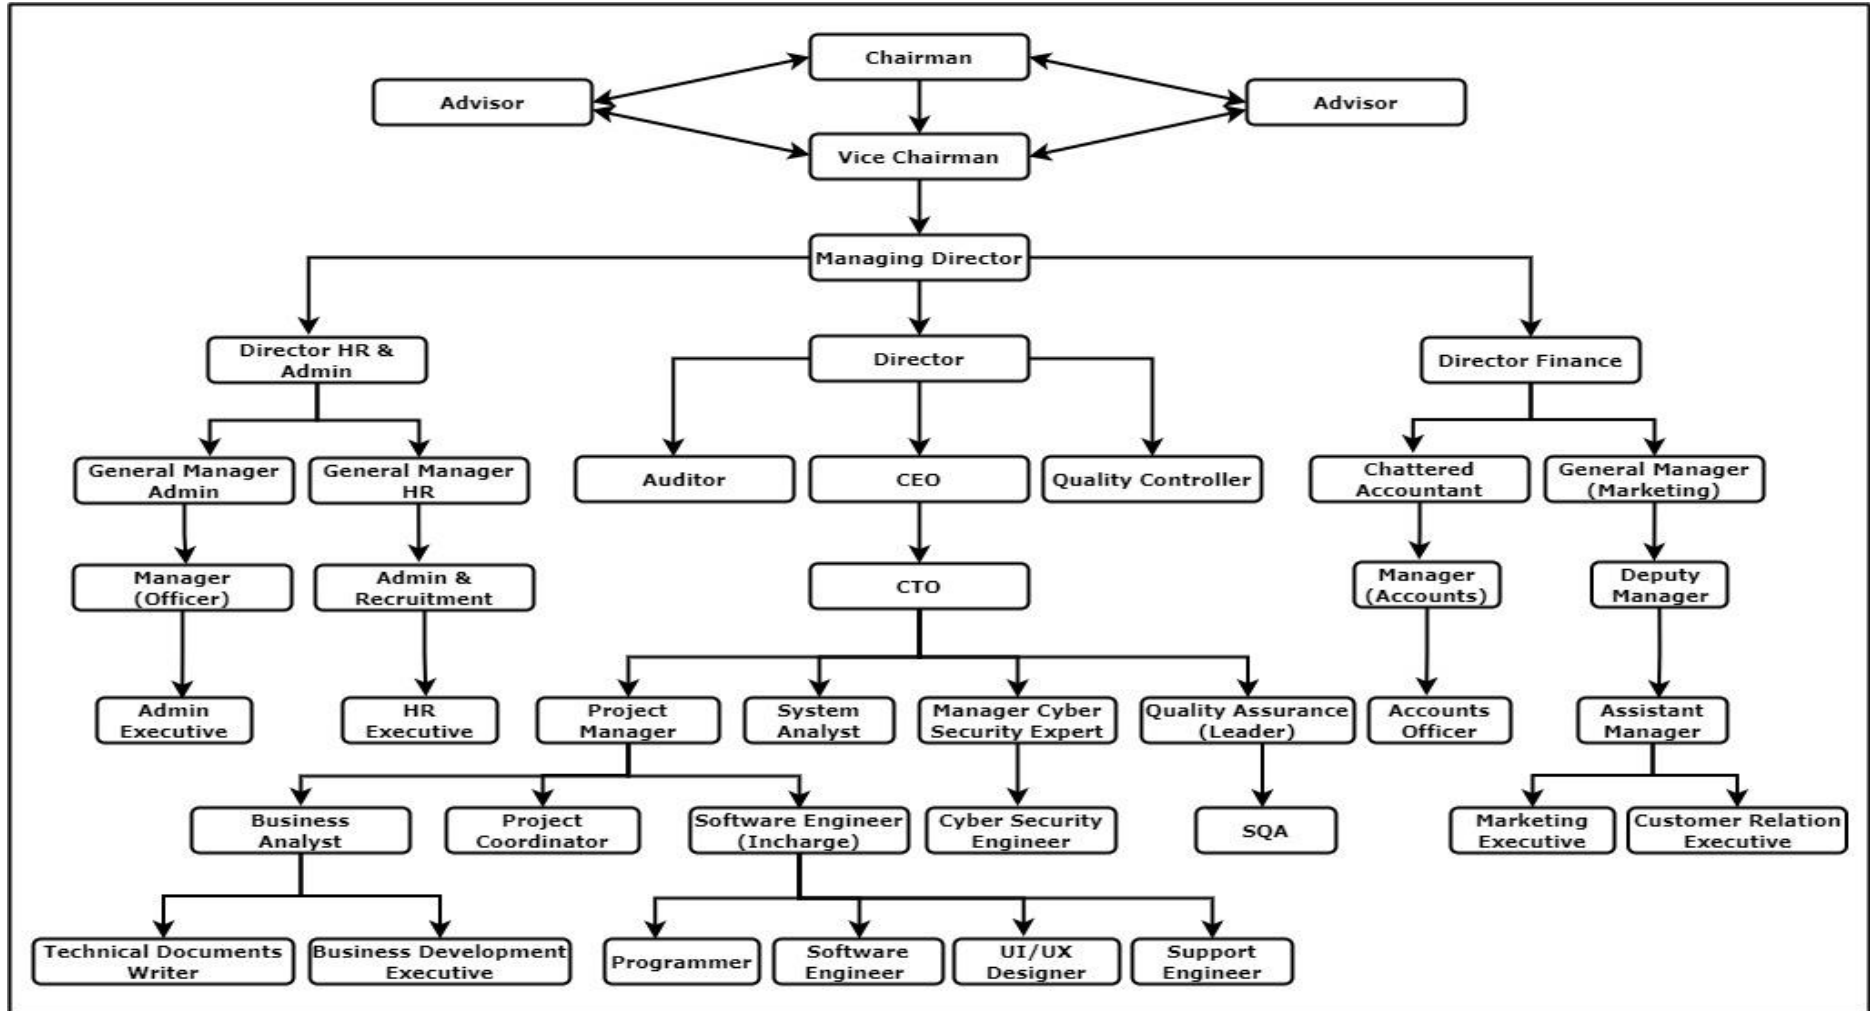 Chairman
Advisor
Advisor
Vice Chairman
Managing Director
Director HR &
Admin
Director
Director Finance
General Manager
Admin
General Manager
HR
Auditor
CEO
Quality Controller
Chattered
Accountant
General Manager
(Marketing)
Manager
(Officer)
Admin &
Recruitment
CTO
Manager
(Accounts)
Deputy
Manager
Admin
Executive
HR
Executive
Project
Manager
System
Analyst
Manager Cyber
Security Expert
Quality Assurance
(Leader)
Accounts
Officer
Assistant
Manager
Business
Analyst
Project
Coordinator
Software Engineer
(Incharge)
Cyber Security
Engineer
SQA
Marketing
Executive
Customer Relation
Executive
Technical Documents
Writer
Business Development
Executive
Programmer
Software
Engineer
UI/UX
Designer
Support
Engineer